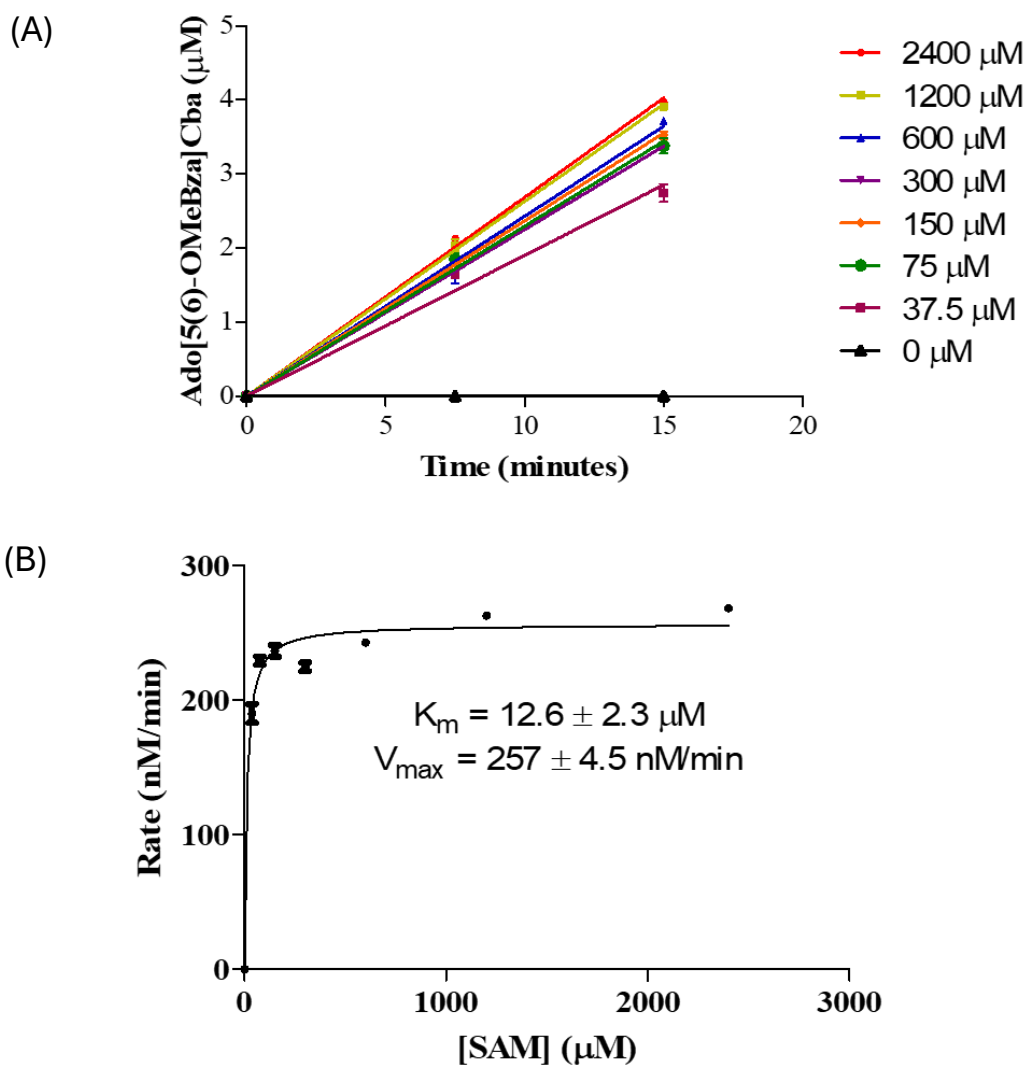 (A)
Ado[5(6)-OMeBza]Cba (μM)
5
4
3
2
1
0
0
5
10
15
20
Time (minutes)
2400 μM
1200 μM
600 μM
300 μM
150 μM
75 μM
37.5 μM
0 μM
(B)
Rate (nM/min)
300
200
100
0
Km = 12.6 ± 2.3 μM
Vmax = 257 ± 4.5 nM/min
0
1000
2000
3000
[SAM] (μM)